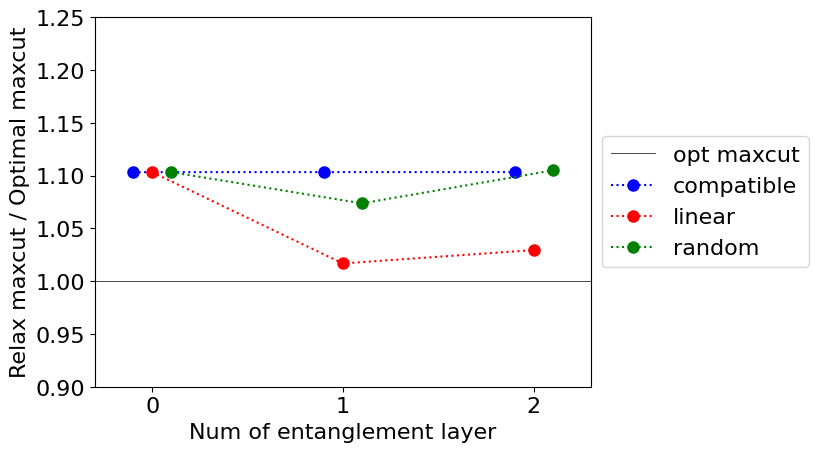 Relax maxcut / Optimal maxcut
1.25
1.20
1.15
1.10
1.05
1.00
0.95
0.90
0
1
2
Num of entanglement layer
opt maxcut
compatible
linear
random